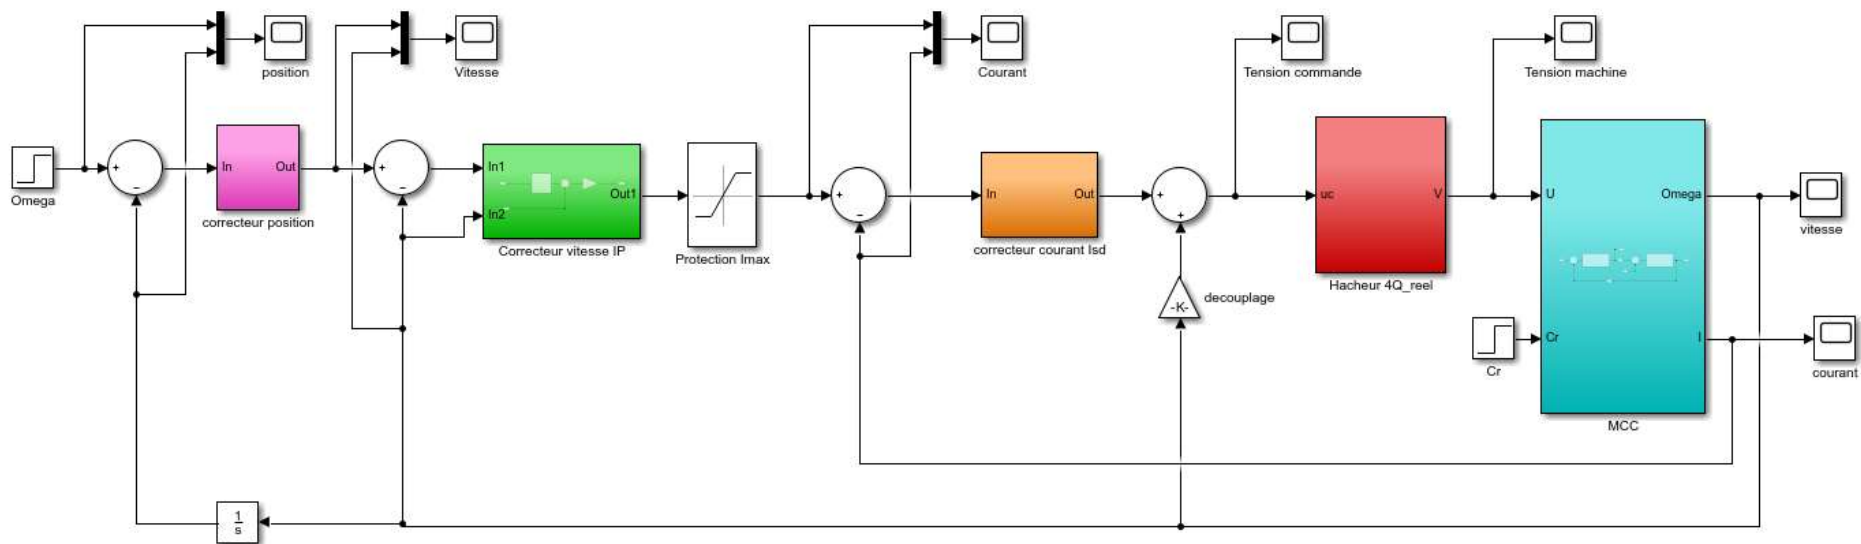 position
Vitesse
Courant
Tension commande
Tension machine
Omega
+
−
In
Out
correcteur position
+
−
In1
In2
Out1
Correcteur vitesse IP
Protection Imax
+
−
In
Out
correcteur courant Isd
+
+
-K-
decouplage
uc
V
Hacheur 4Q_reel
Cr
U
Cr
Omega
I
MCC
vitesse
courant
1
s